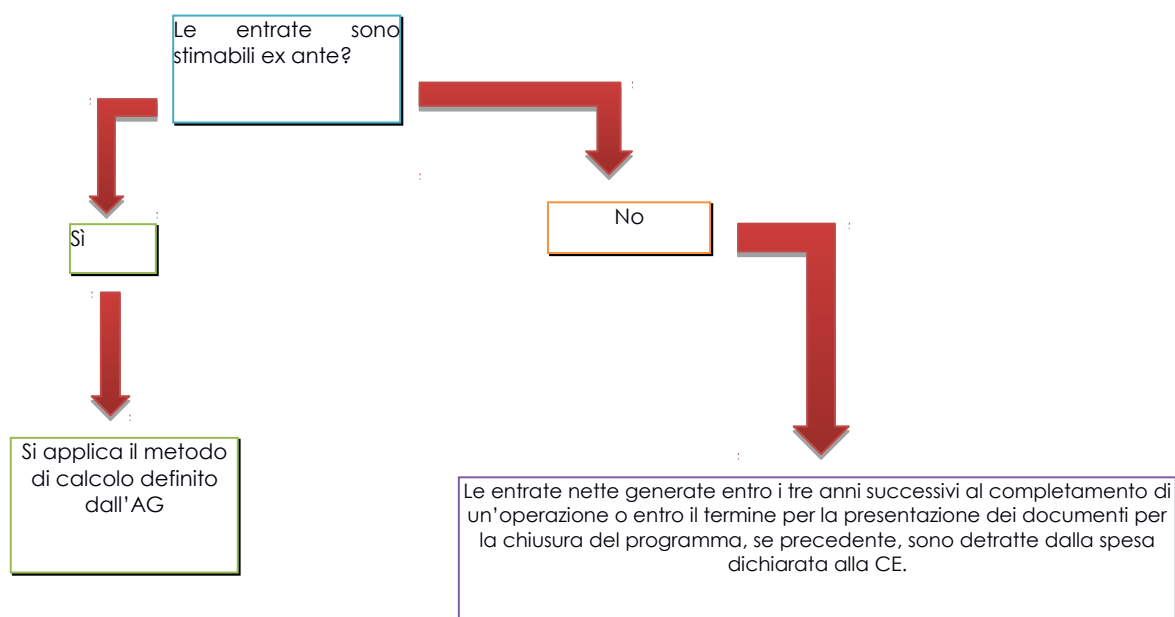 Le entrate sono
stimabili ex ante?
Sì
No
Si applica il metodo
di calcolo definito
dall’AG
Le entrate nette generate entro i tre anni successivi al completamento di
un’operazione o entro il termine per la presentazione dei documenti per
la chiusura del programma, se precedente, sono detratte dalla spesa
dichiarata alla CE.